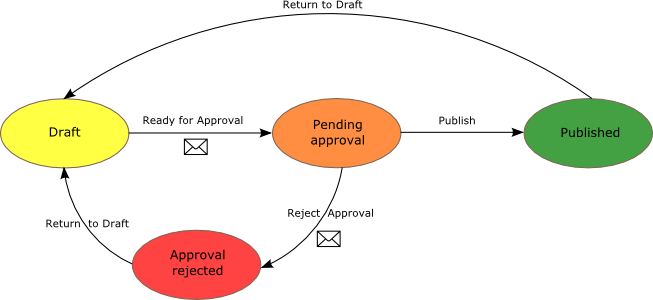 Return to Draft
Ready for Approval
Publish
Draft
Pending
approval
Published
Reject Approval
Return to Draft
Approval
rejected